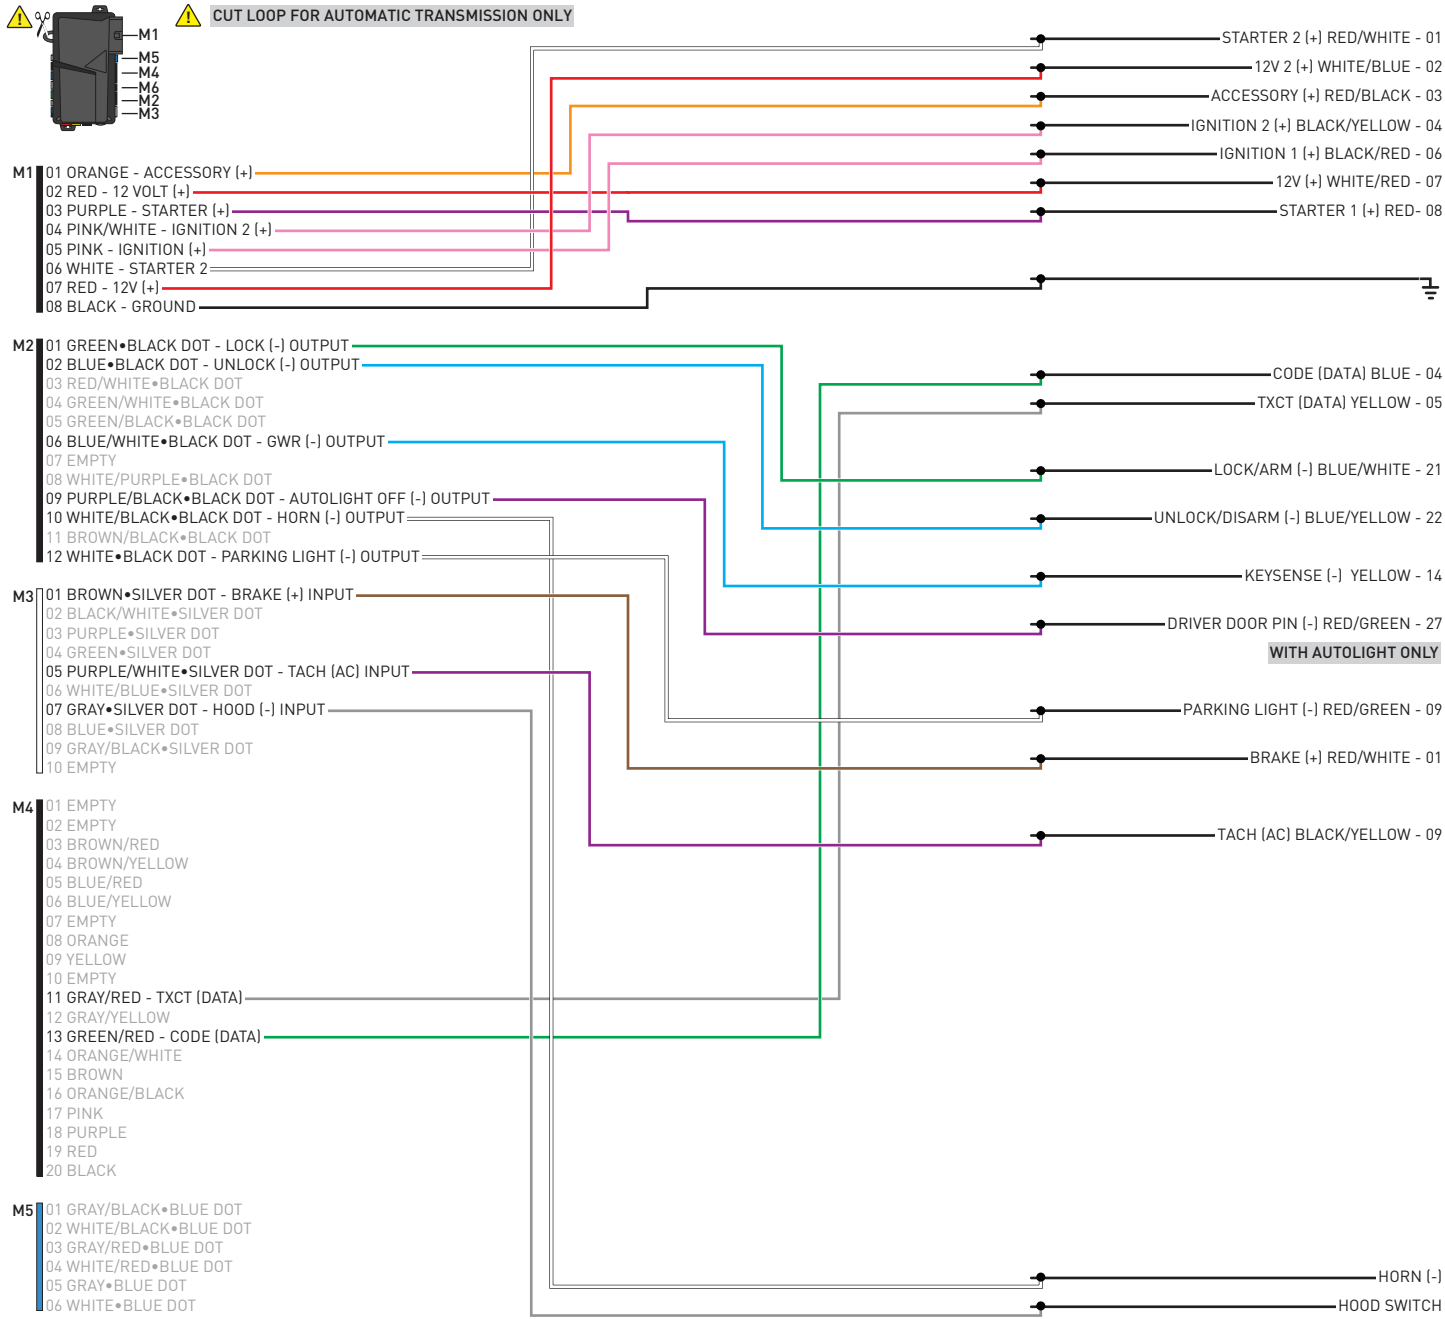 CUT LOOP FOR AUTOMATIC TRANSMISSION ONLY
M1
M5
M4
M6
M2
M3
STARTER 2 (+) RED/WHITE - 01
12V 2 (+) WHITE/BLUE - 02
ACCESSORY (+) RED/BLACK - 03
IGNITION 2 (+) BLACK/YELLOW - 04
IGNITION 1 (+) BLACK/RED - 06
12V (+) WHITE/RED - 07
STARTER 1 (+) RED- 08
M1
01 ORANGE - ACCESSORY (+)
02 RED - 12 VOLT (+)
03 PURPLE - STARTER (+)
04 PINK/WHITE - IGNITION 2 (+)
05 PINK - IGNITION (+)
06 WHITE - STARTER 2
07 RED - 12V (+)
08 BLACK - GROUND
M2
01 GREEN•BLACK DOT - LOCK (-) OUTPUT
02 BLUE•BLACK DOT - UNLOCK (-) OUTPUT
03 RED/WHITE•BLACK DOT
04 GREEN/WHITE•BLACK DOT
05 GREEN/BLACK•BLACK DOT
06 BLUE/WHITE•BLACK DOT - GWR (-) OUTPUT
07 EMPTY
08 WHITE/PURPLE•BLACK DOT
09 PURPLE/BLACK•BLACK DOT - AUTOLIGHT OFF (-) OUTPUT
10 WHITE/BLACK•BLACK DOT - HORN (-) OUTPUT
11 BROWN/BLACK•BLACK DOT
12 WHITE•BLACK DOT - PARKING LIGHT (-) OUTPUT
CODE (DATA) BLUE - 04
TXCT (DATA) YELLOW - 05
LOCK/ARM (-) BLUE/WHITE - 21
UNLOCK/DISARM (-) BLUE/YELLOW - 22
KEYSENSE (-) YELLOW - 14
DRIVER DOOR PIN (-) RED/GREEN - 27
WITH AUTOLIGHT ONLY
PARKING LIGHT (-) RED/GREEN - 09
BRAKE (+) RED/WHITE - 01
TACH (AC) BLACK/YELLOW - 09
M3
01 BROWN•SILVER DOT - BRAKE (+) INPUT
02 BLACK/WHITE•SILVER DOT
03 PURPLE•SILVER DOT
04 GREEN•SILVER DOT
05 PURPLE/WHITE•SILVER DOT - TACH (AC) INPUT
06 WHITE/BLUE•SILVER DOT
07 GRAY•SILVER DOT - HOOD (-) INPUT
08 BLUE•SILVER DOT
09 GRAY/BLACK•SILVER DOT
10 EMPTY
M4
01 EMPTY
02 EMPTY
03 BROWN/RED
04 BROWN/YELLOW
05 BLUE/RED
06 BLUE/YELLOW
07 EMPTY
08 ORANGE
09 YELLOW
10 EMPTY
11 GRAY/RED - TXCT (DATA)
12 GRAY/YELLOW
13 GREEN/RED - CODE (DATA)
14 ORANGE/WHITE
15 BROWN
16 ORANGE/BLACK
17 PINK
18 PURPLE
19 RED
20 BLACK
M5
01 GRAY/BLACK•BLUE DOT
02 WHITE/BLACK•BLUE DOT
03 GRAY/RED•BLUE DOT
04 WHITE/RED•BLUE DOT
05 GRAY•BLUE DOT
06 WHITE•BLUE DOT
HORN (-)
HOOD SWITCH